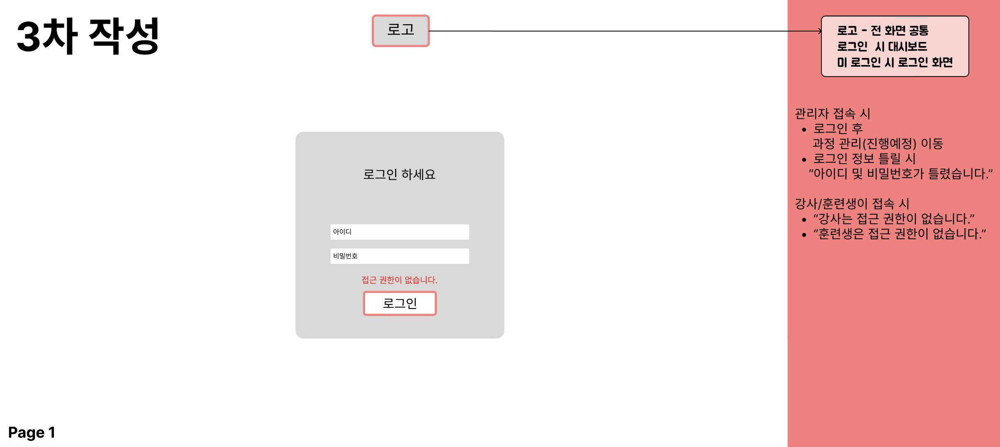 3차 작성
로고
로고 - 전 화면 공통
로그인 시 대시보드
미 로그인 시 로그인 화면
관리자 접속 시
• 로그인 후
과정 관리(진행예정) 이동
• 로그인 정보 틀릴 시
“아이디 및 비밀번호가 틀렸습니다.”
강사/훈련생이 접속 시
• “강사는 접근 권한이 없습니다.”
• “훈련생은 접근 권한이 없습니다.”
로그인 하세요
아이디
비밀번호
접근 권한이 없습니다.
로그인
Page 1